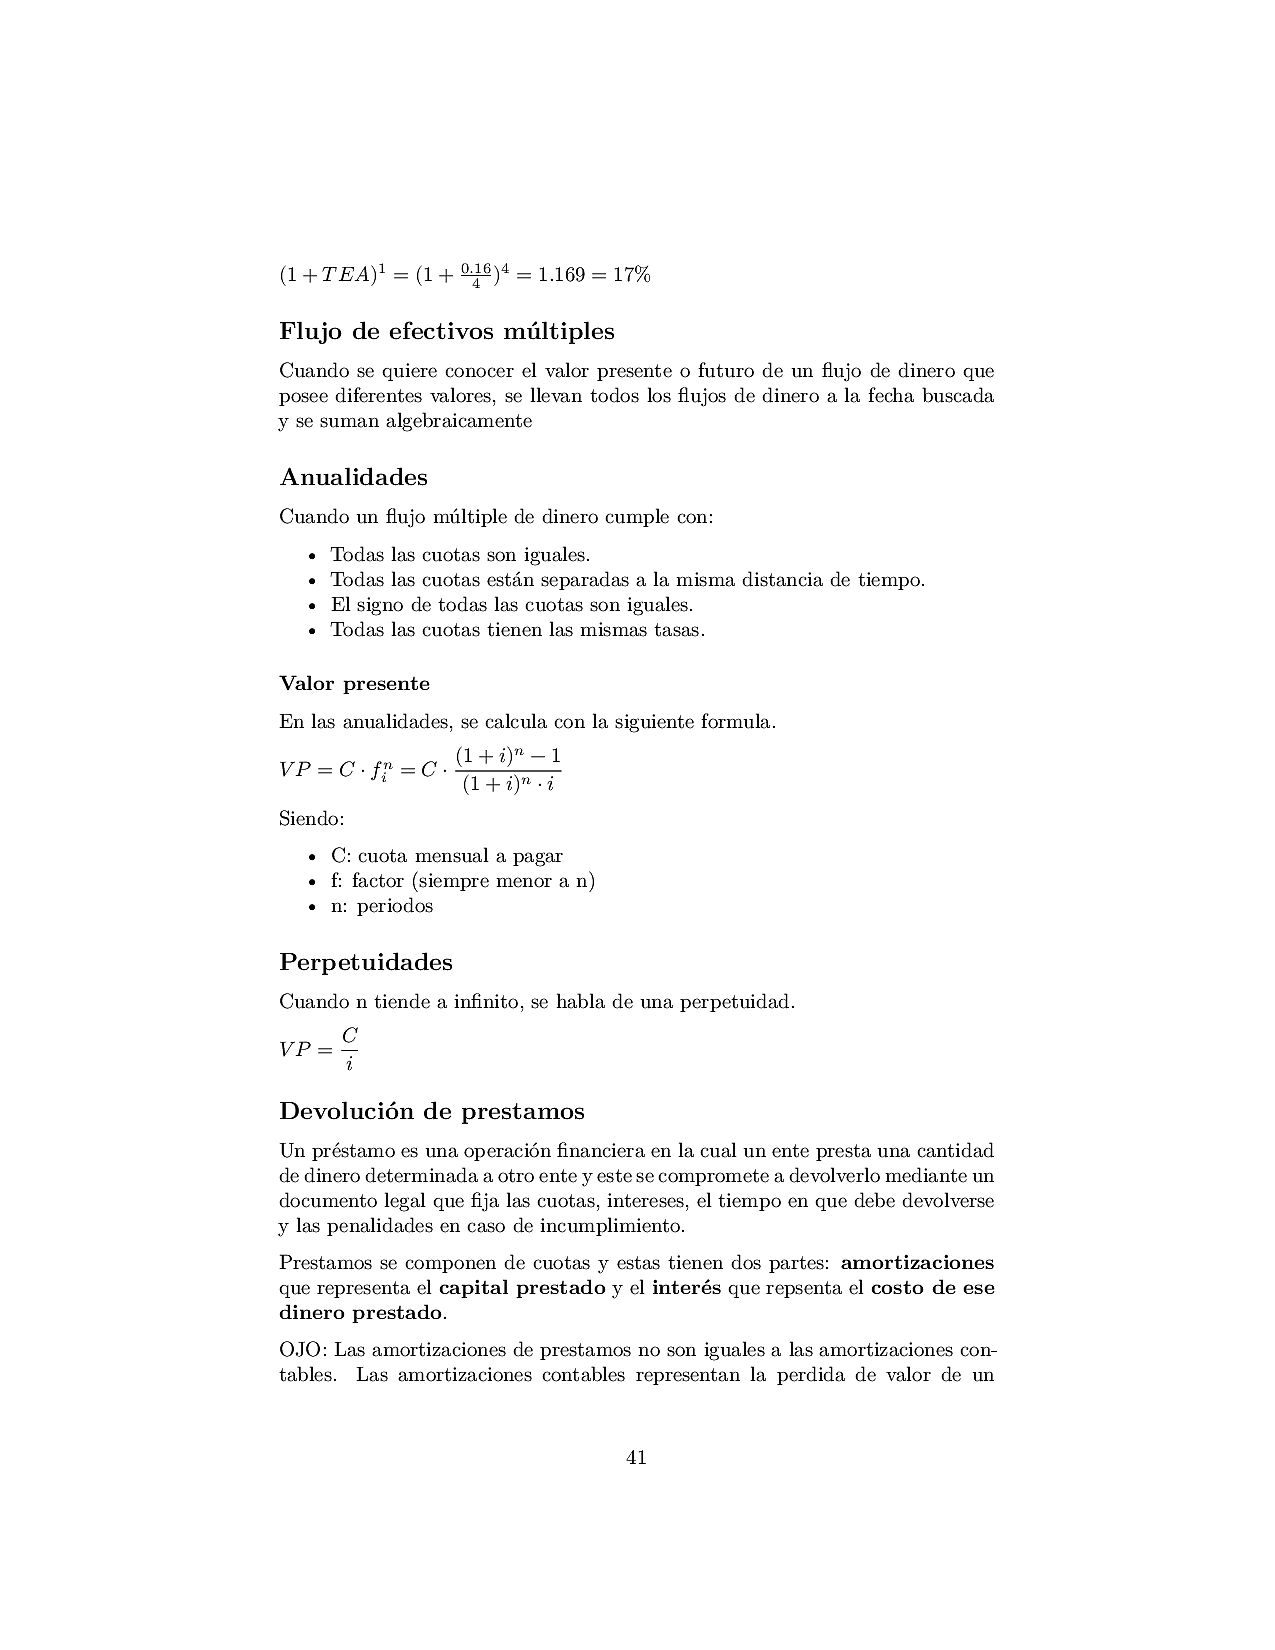 (1 + TEA)^1 = (1 + 0.16/4)^4 = 1.169 = 17%
Flujo de efectivos múltiples
Cuando se quiere conocer el valor presente o futuro de un flujo de dinero que
posee diferentes valores, se llevan todos los flujos de dinero a la fecha buscada
y se suman algebraicamente
Anualidades
Cuando un flujo múltiple de dinero cumple con:
• Todas las cuotas son iguales.
• Todas las cuotas están separadas a la misma distancia de tiempo.
• El signo de todas las cuotas son iguales.
• Todas las cuotas tienen las mismas tasas.
Valor presente
En las anualidades, se calcula con la siguiente formula.
VP = C · f_i^n = C · ((1 + i)^n − 1) / ((1 + i)^n · i)
Siendo:
• C: cuota mensual a pagar
• f: factor (siempre menor a n)
• n: periodos
Perpetuidades
Cuando n tiende a infinito, se habla de una perpetuidad.
VP = C / i
Devolución de prestamos
Un préstamo es una operación financiera en la cual un ente presta una cantidad
de dinero determinada a otro ente y este se compromete a devolverlo mediante un
documento legal que fija las cuotas, intereses, el tiempo en que debe devolverse
y las penalidades en caso de incumplimiento.
Prestamos se componen de cuotas y estas tienen dos partes: amortizaciones
que representa el capital prestado y el interés que repsenta el costo de ese
dinero prestado.
OJO: Las amortizaciones de prestamos no son iguales a las amortizaciones con-
tables. Las amortizaciones contables representan la perdida de valor de un
41